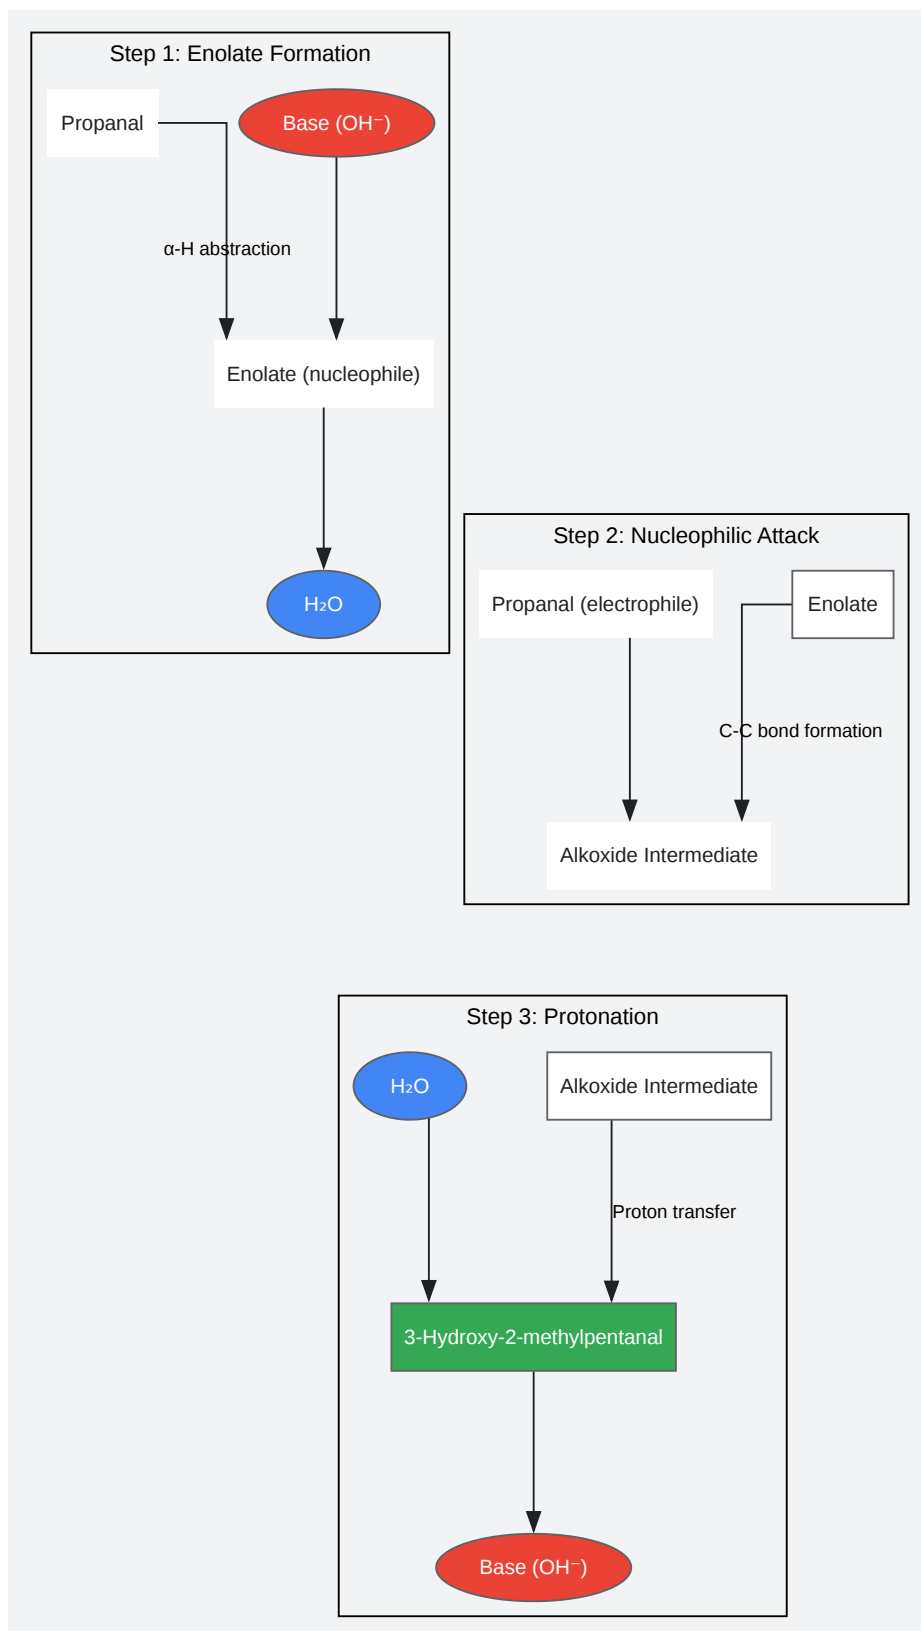 Step 1: Enolate Formation
Propanal
Base (OH⁻)
α-H abstraction
Enolate (nucleophile)
H₂O
Step 2: Nucleophilic Attack
Propanal (electrophile)
Enolate
C-C bond formation
Alkoxide Intermediate
Step 3: Protonation
H₂O
Alkoxide Intermediate
Proton transfer
3-Hydroxy-2-methylpentanal
Base (OH⁻)